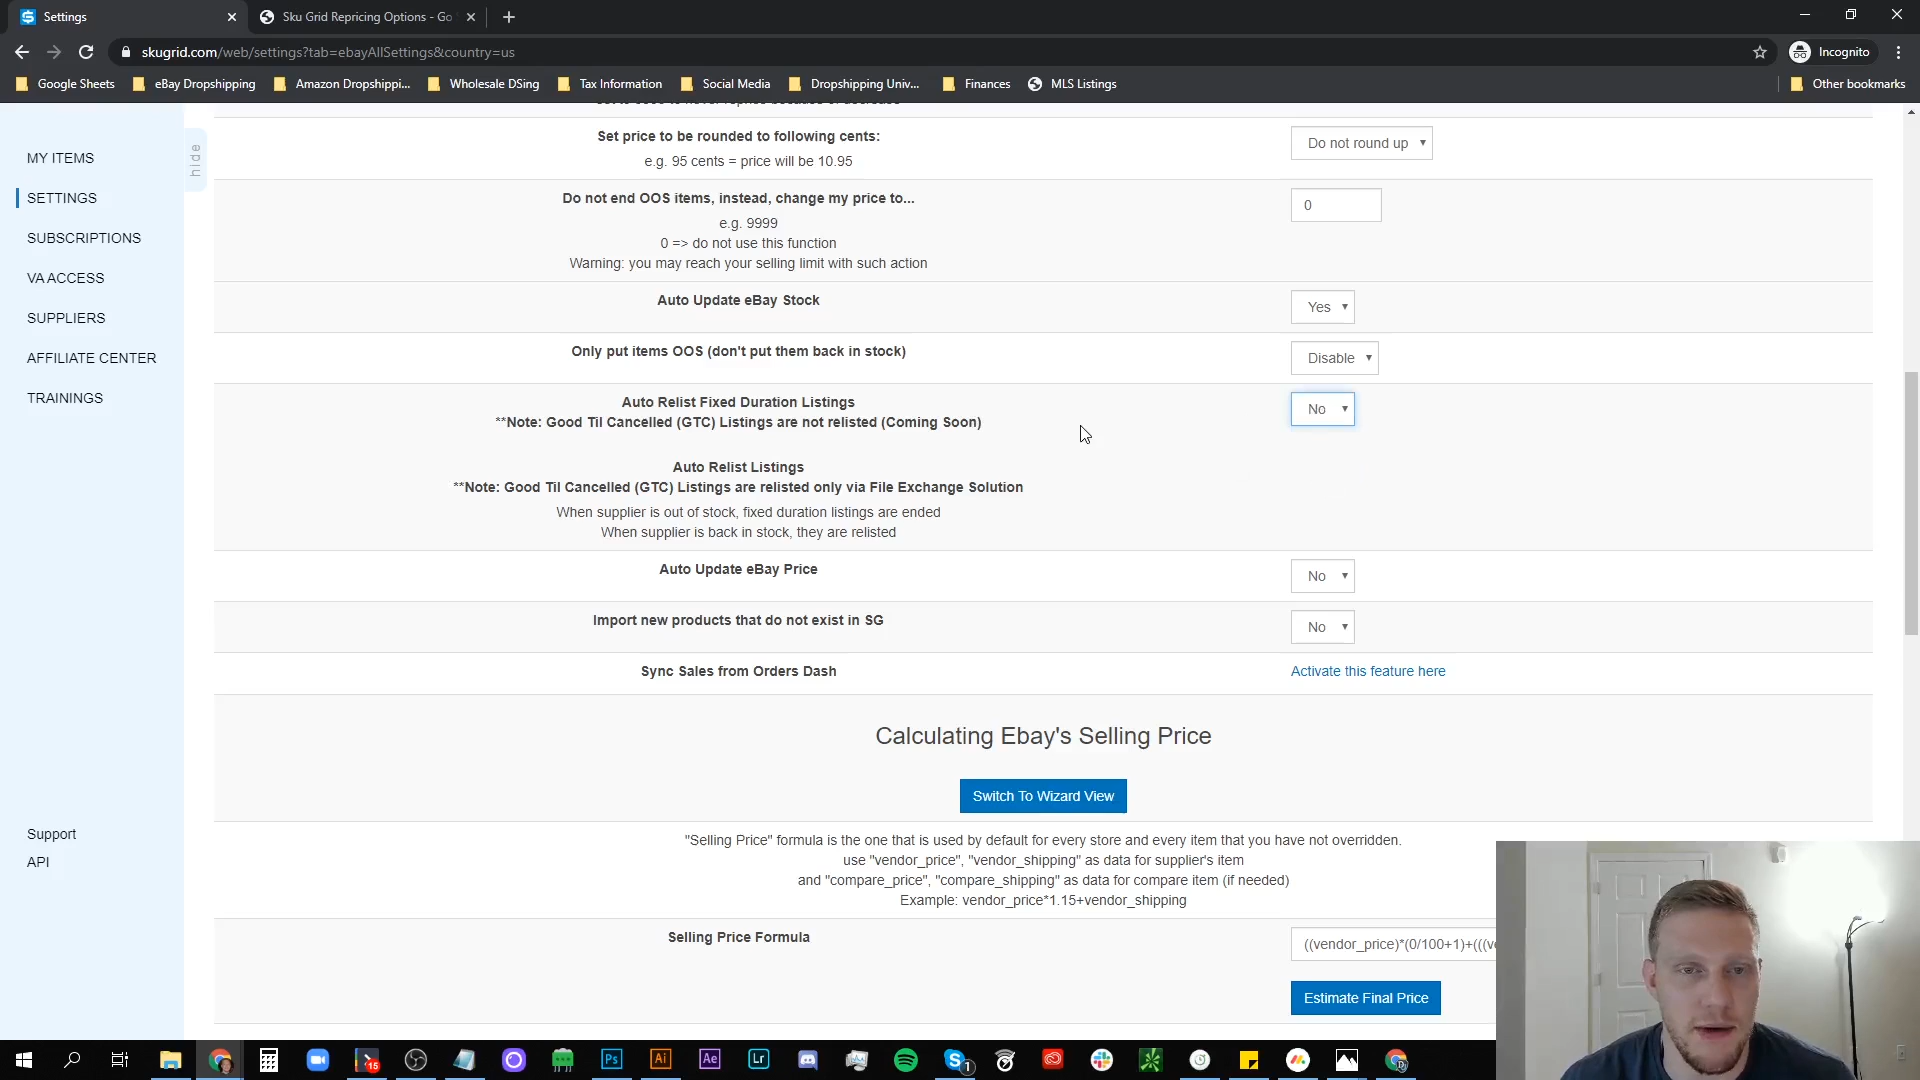 Settings
Sku Grid Repricing Options - Go
skugrid.com/web/settings?tab=ebayAllSettings&country=us
Incognito
Google Sheets
eBay Dropshipping
Amazon Dropshippi...
Wholesale DSing
Tax Information
Social Media
Dropshipping Univ...
Finances
MLS Listings
Other bookmarks
MY ITEMS
SETTINGS
SUBSCRIPTIONS
VA ACCESS
SUPPLIERS
AFFILIATE CENTER
TRAININGS
Support
API
hide
Set price to be rounded to following cents:
e.g. 95 cents = price will be 10.95
Do not round up
Do not end OOS items, instead, change my price to...
e.g. 9999
0 => do not use this function
Warning: you may reach your selling limit with such action
0
Auto Update eBay Stock
Yes
Only put items OOS (don't put them back in stock)
Disable
Auto Relist Fixed Duration Listings
**Note: Good Til Cancelled (GTC) Listings are not relisted (Coming Soon)
No
Auto Relist Listings
**Note: Good Til Cancelled (GTC) Listings are relisted only via File Exchange Solution
When supplier is out of stock, fixed duration listings are ended
When supplier is back in stock, they are relisted
Auto Update eBay Price
No
Import new products that do not exist in SG
No
Sync Sales from Orders Dash
Activate this feature here
Calculating Ebay's Selling Price
Switch To Wizard View
"Selling Price" formula is the one that is used by default for every store and every item that you have not overridden.
use "vendor_price", "vendor_shipping" as data for supplier's item
and "compare_price", "compare_shipping" as data for compare item (if needed)
Example: vendor_price*1.15+vendor_shipping
Selling Price Formula
((vendor_price)*(0/100+1)+(((ve
Estimate Final Price
15
Ps
Ai
Ae
Lr
1